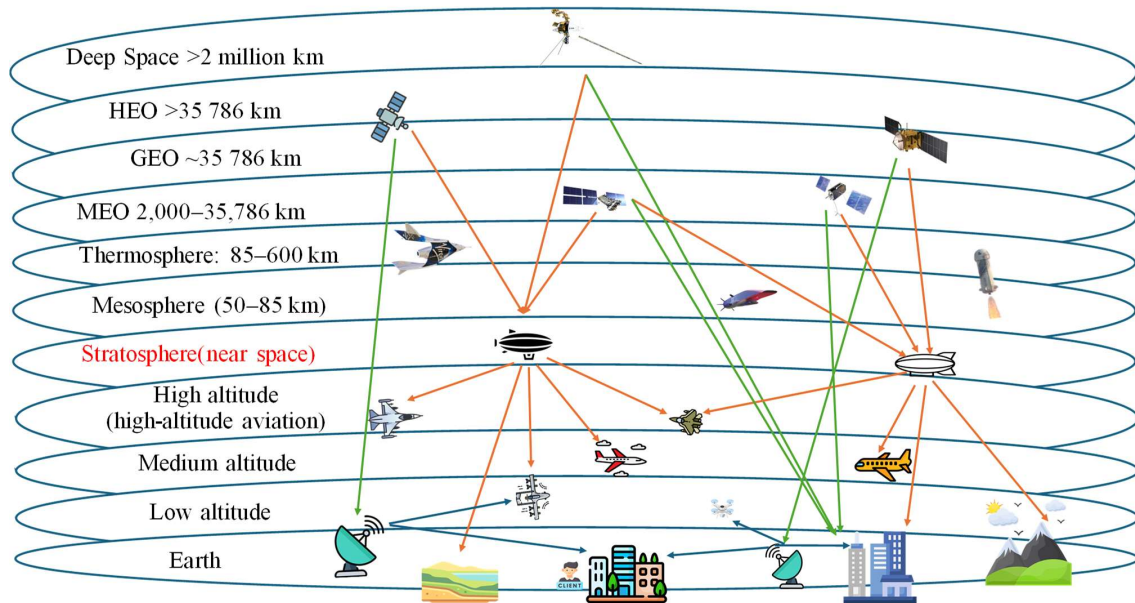 Deep Space >2 million km
HEO >35 786 km
GEO ~35 786 km
MEO 2,000–35,786 km
Thermosphere: 85–600 km
Mesosphere (50–85 km)
Stratosphere(near space)
High altitude
(high-altitude aviation)
Medium altitude
Low altitude
Earth
CLIENT